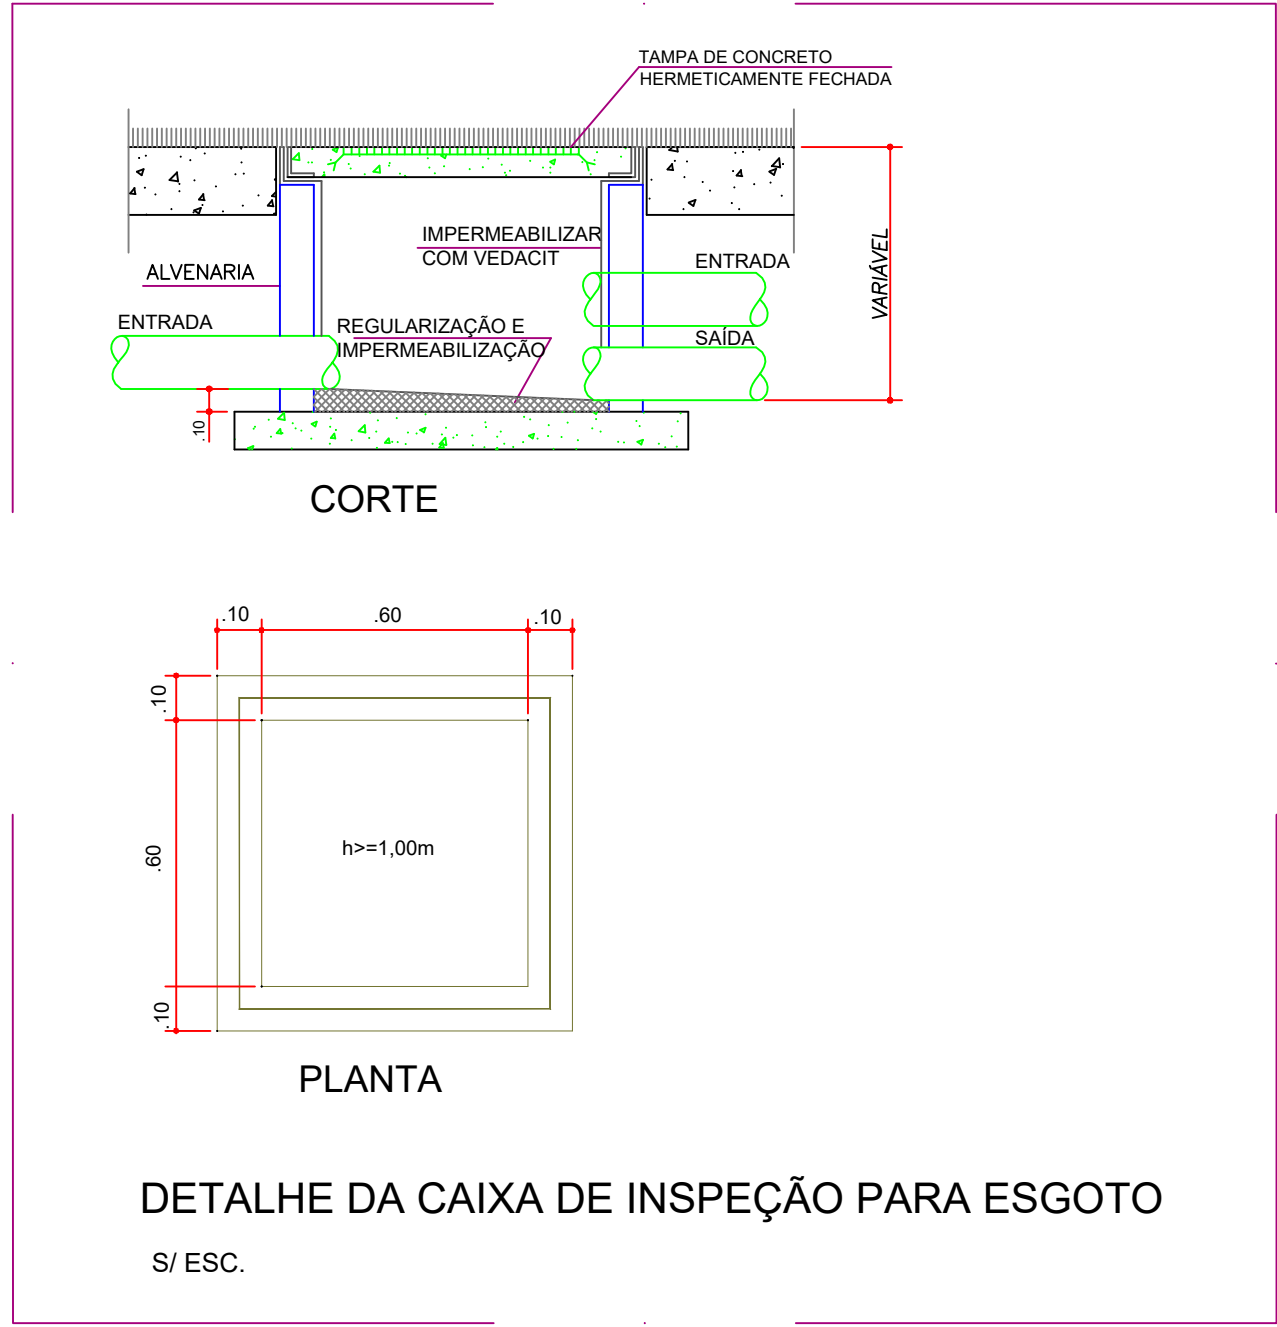 TAMPA DE CONCRETO
HERMETICAMENTE FECHADA
IMPERMEABILIZAR
COM VEDACIT
ENTRADA
ALVENARIA
VARIÁVEL
ENTRADA
REGULARIZAÇÃO E
IMPERMEABILIZAÇÃO
SAÍDA
.10
CORTE
.10
.60
.10
.10
.60
h>=1,00m
.10
PLANTA
DETALHE DA CAIXA DE INSPEÇÃO PARA ESGOTO
S/ ESC.